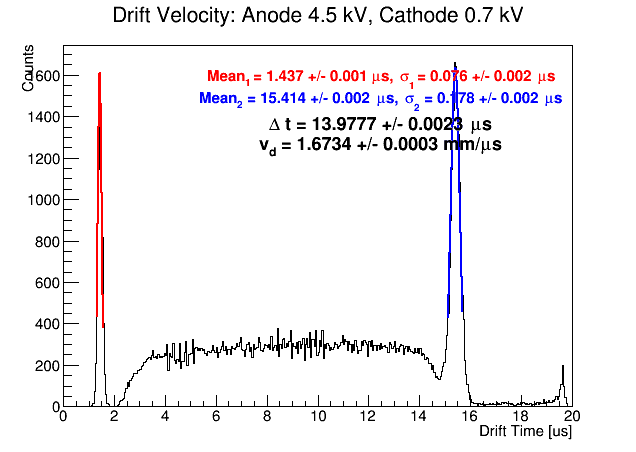 Drift Velocity: Anode 4.5 kV, Cathode 0.7 kV
Counts
Mean1 = 1.437 +/- 0.001 μs, σ1 = 0.076 +/- 0.002 μs
Mean2 = 15.414 +/- 0.002 μs, σ2 = 0.178 +/- 0.002 μs
Δ t = 13.9777 +/- 0.0023 μs
vd = 1.6734 +/- 0.0003 mm/μs
1600
1400
1200
1000
800
600
400
200
0
0 2 4 6 8 10 12 14 16 18 20
Drift Time [us]